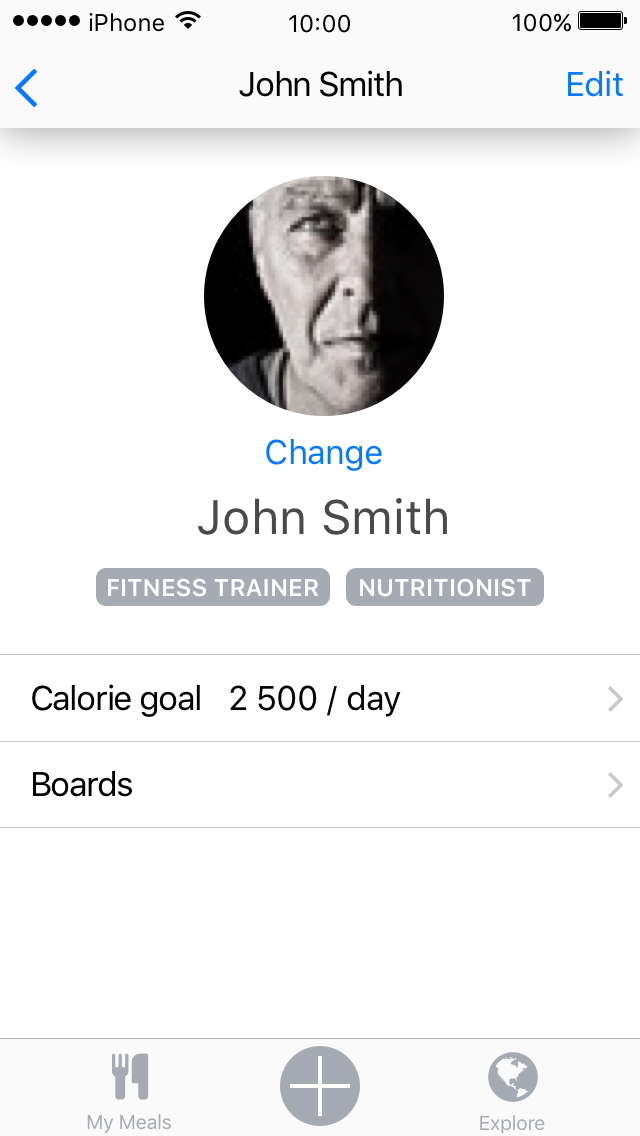 iPhone 10:00 100%
John Smith Edit
Change
John Smith
FITNESS TRAINER NUTRITIONIST
Calorie goal 2 500 / day
Boards
My Meals Explore